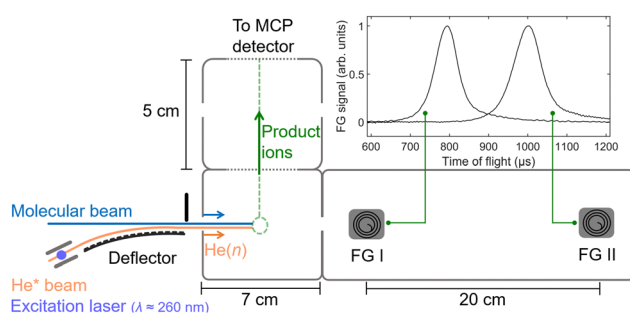 To MCP
detector
5 cm
Product
ions
Molecular beam
He(n)
Deflector
He* beam
Excitation laser (λ ≈ 260 nm)
7 cm
FG signal (arb. units)
1
0.5
0
600
700
800
900
1000
1100
1200
Time of flight (μs)
FG I
FG II
20 cm